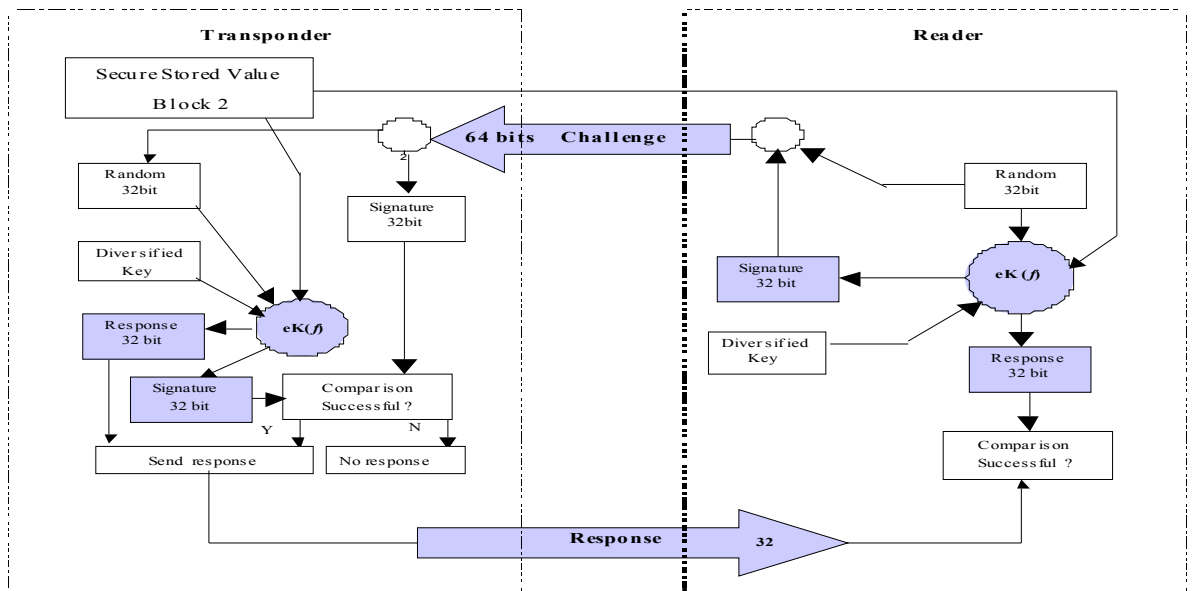 Transponder
Secure Stored Value
Block 2
2
Random
32bit
Signature
32bit
Diversified
Key
eK(f)
Response
32 bit
Signature
32 bit
Comparison
Successful ?
Y
N
Send response
No response
64 bits Challenge
Response 32
Reader
Random
32bit
Signature
32 bit
eK(f)
Diversified
Key
Response
32 bit
Comparison
Successful ?